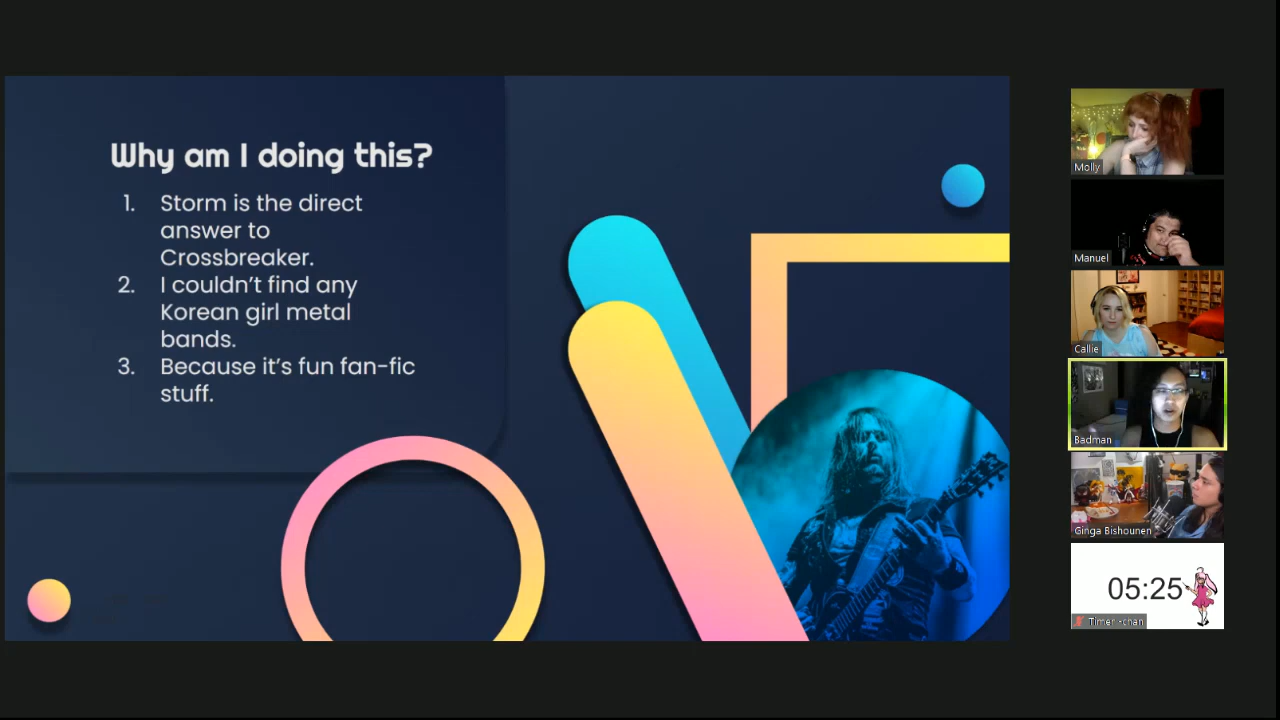 Why am I doing this?
1. Storm is the direct
answer to
Crossbreaker.
2. I couldn't find any
Korean girl metal
bands.
3. Because it's fun fan-fic
stuff.
Molly
Manuel
Callie
Badman
Ginga Bishounen
05:25
Timer -chan